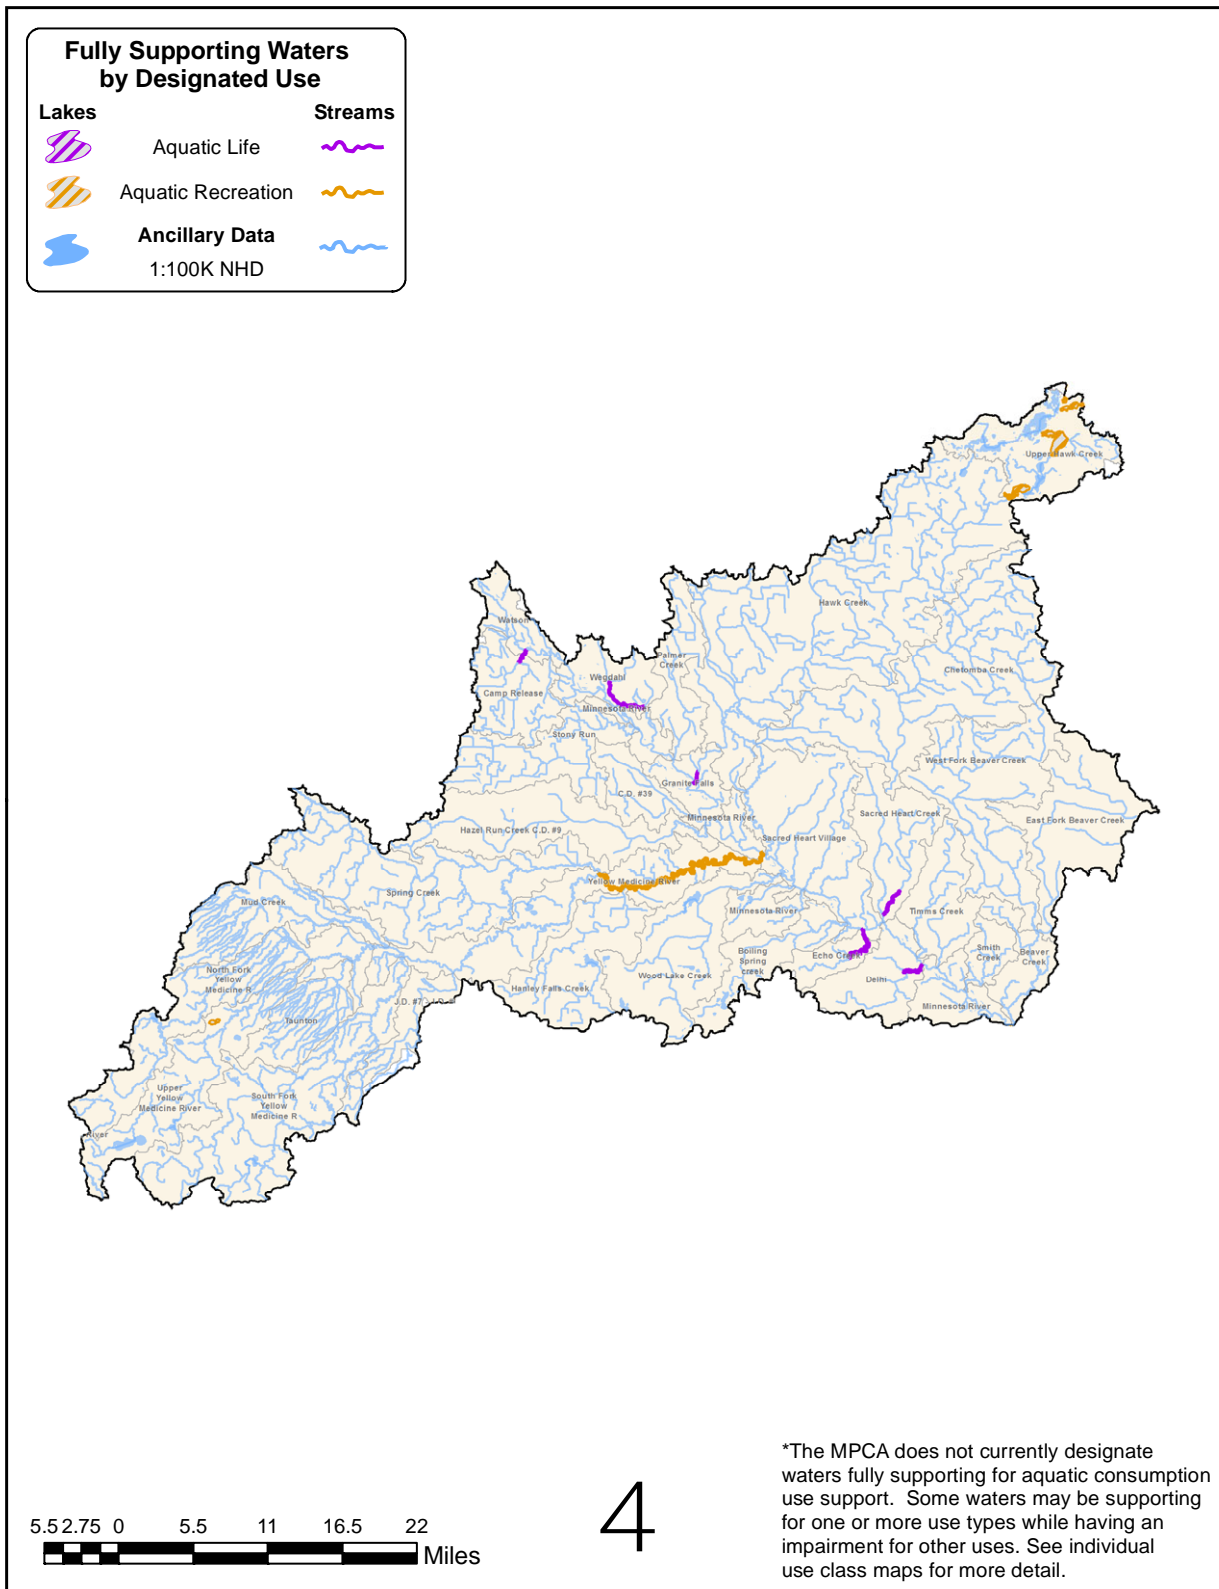 Fully Supporting Waters
by Designated Use
Lakes
Streams
Aquatic Life
Aquatic Recreation
Ancillary Data
1:100K NHD
Upper Hawk Creek
Hawk Creek
Watson
Palmer
Creek
Chetomba Creek
Wegdahl
Camp Release
Minnesota River
Stony Run
West Fork Beaver Creek
Granite Falls
C.D. #39
Minnesota River
Sacred Heart Creek
East Fork Beaver Creek
Hazel Run Creek C.D. #9
Sacred Heart Village
Yellow Medicine River
Spring Creek
Mud Creek
Minnesota River
Timms Creek
Boiling
Spring
creek
Echo Creek
Smith
Creek
Beaver
Creek
North Fork
Yellow
Medicine R
Wood Lake Creek
Delhi
Hanley Falls Creek
J.D. #7
Minnesota River
Taunton
Upper
Yellow
Medicine River
South Fork
Yellow
Medicine R
River
*The MPCA does not currently designate
waters fully supporting for aquatic consumption
use support. Some waters may be supporting
for one or more use types while having an
impairment for other uses. See individual
use class maps for more detail.
4
5.5 2.75 0 5.5 11 16.5 22
Miles